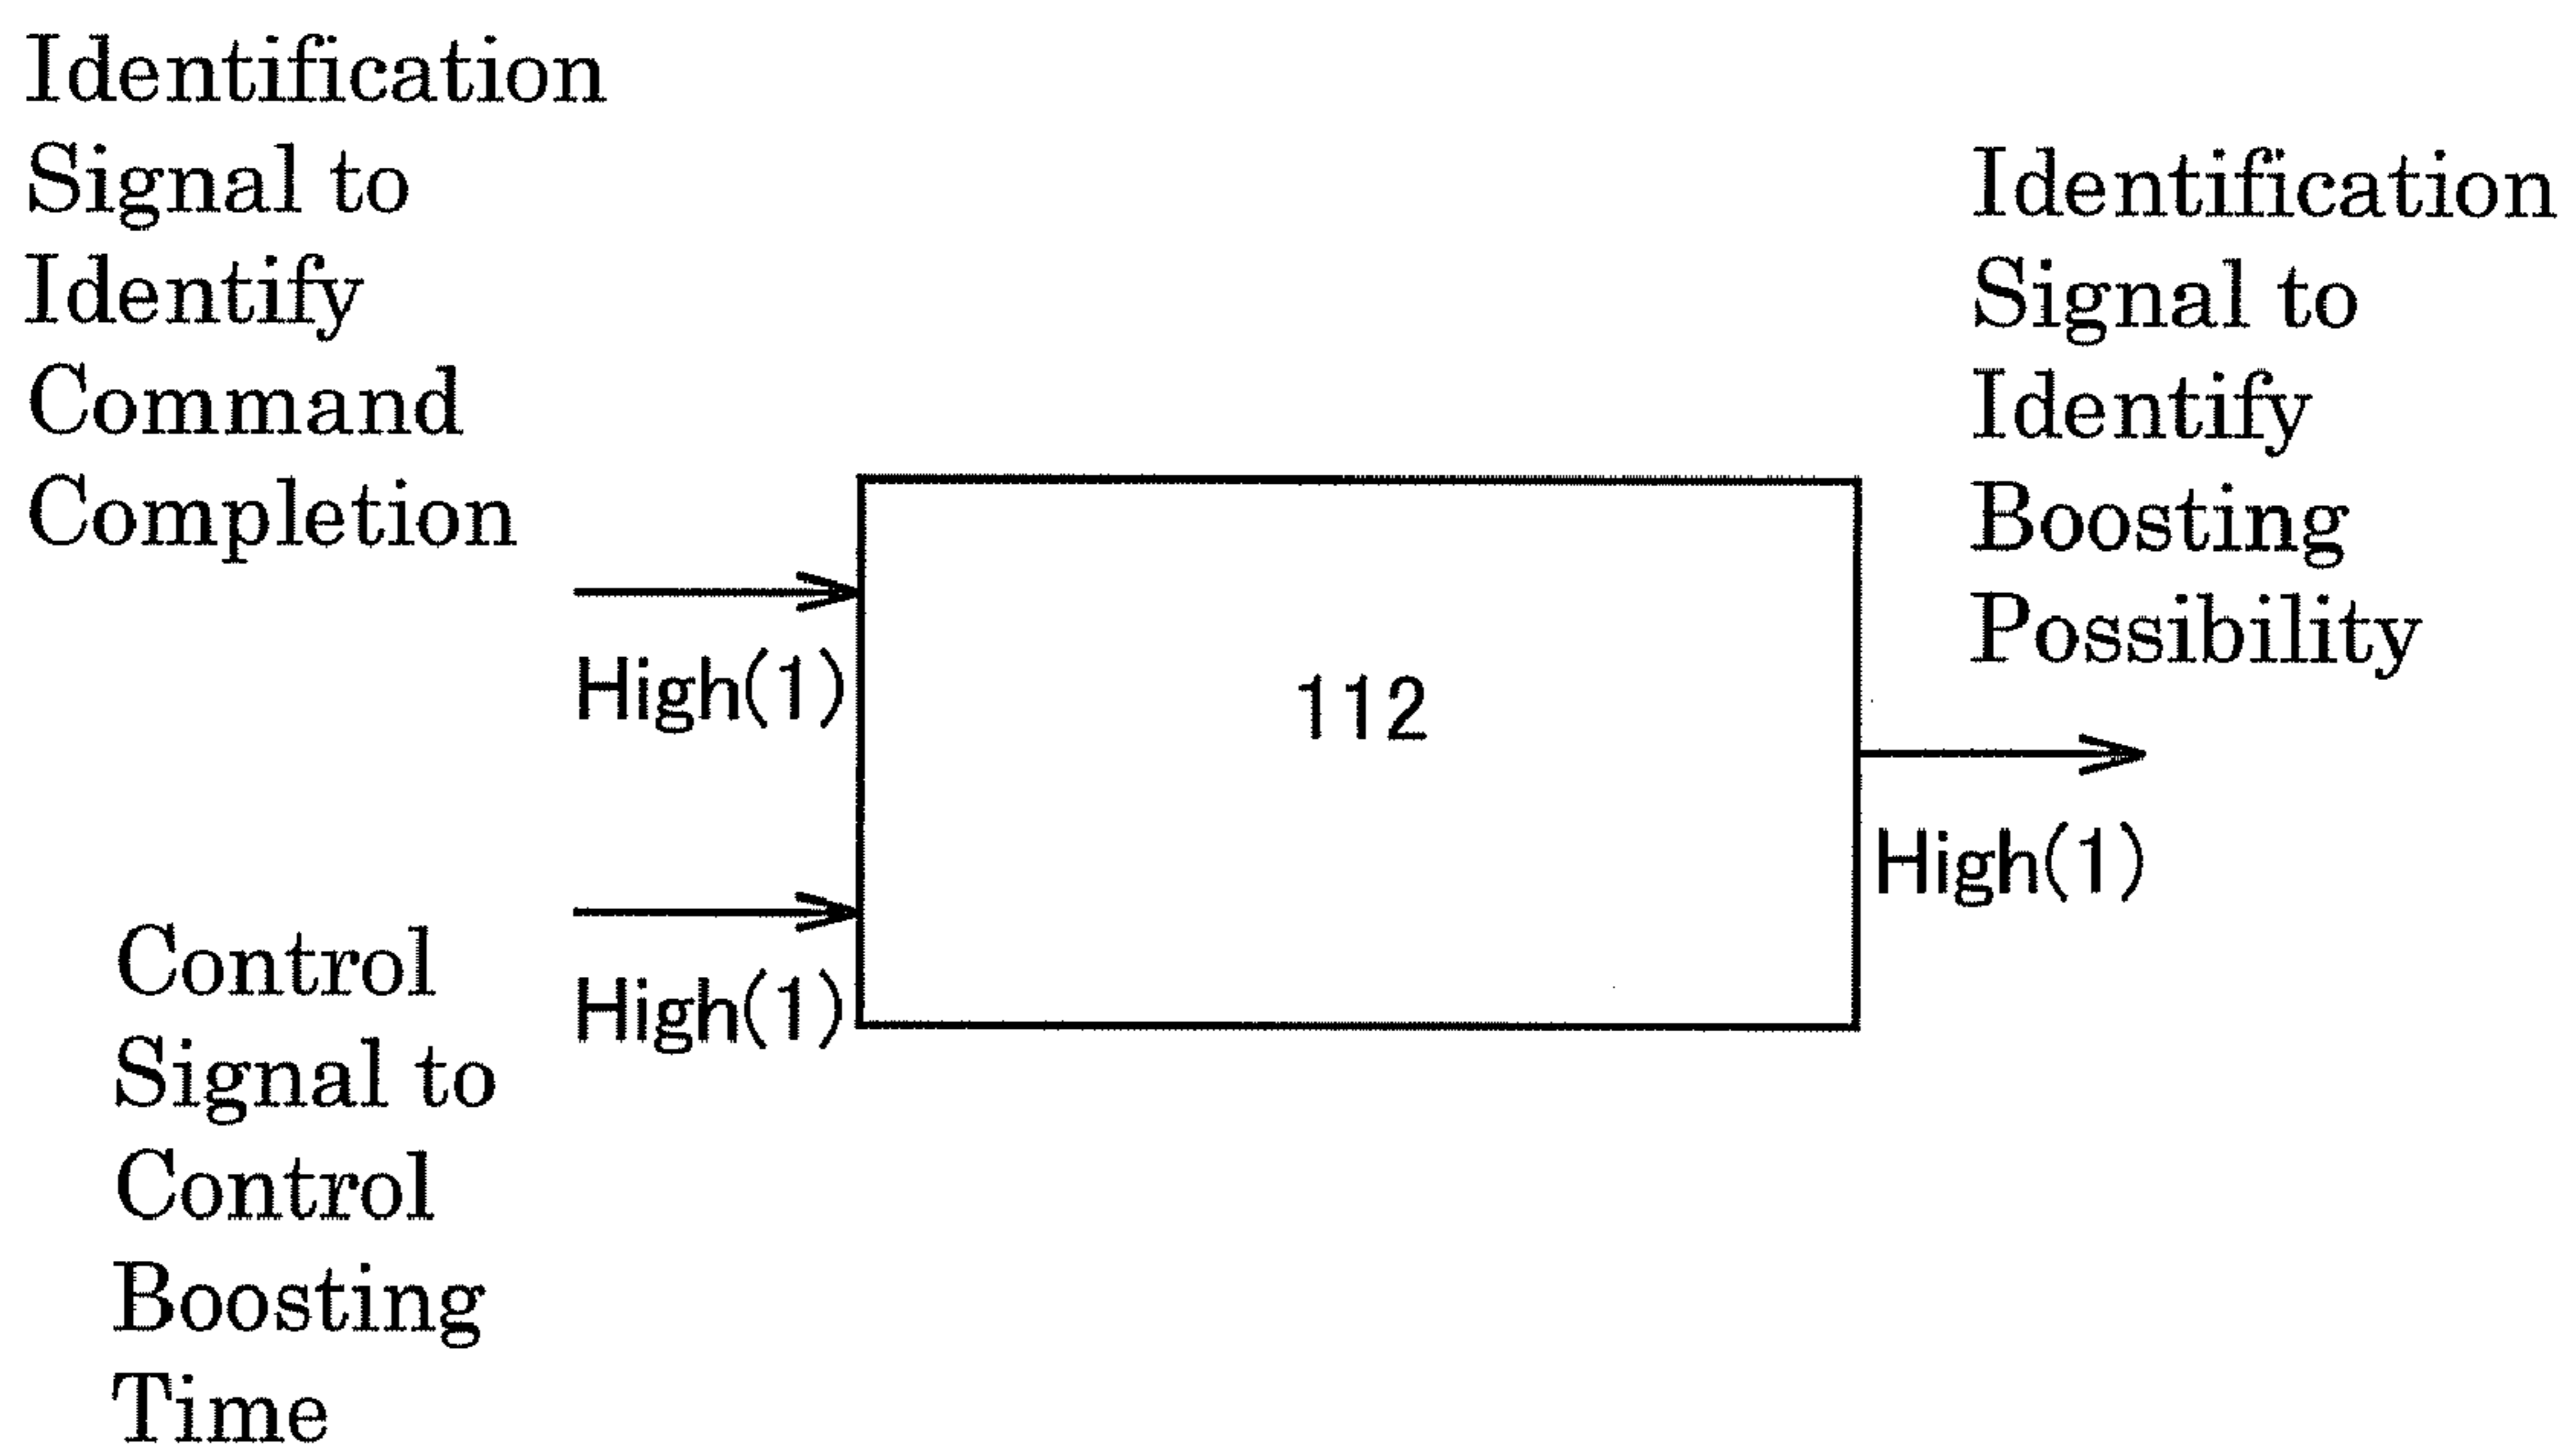 Identification
Signal to
Identify
Command
Completion
High(1)
Control
Signal to
Control
Boosting
Time
High(1)
112
Identification
Signal to
Identify
Boosting
Possibility
High(1)